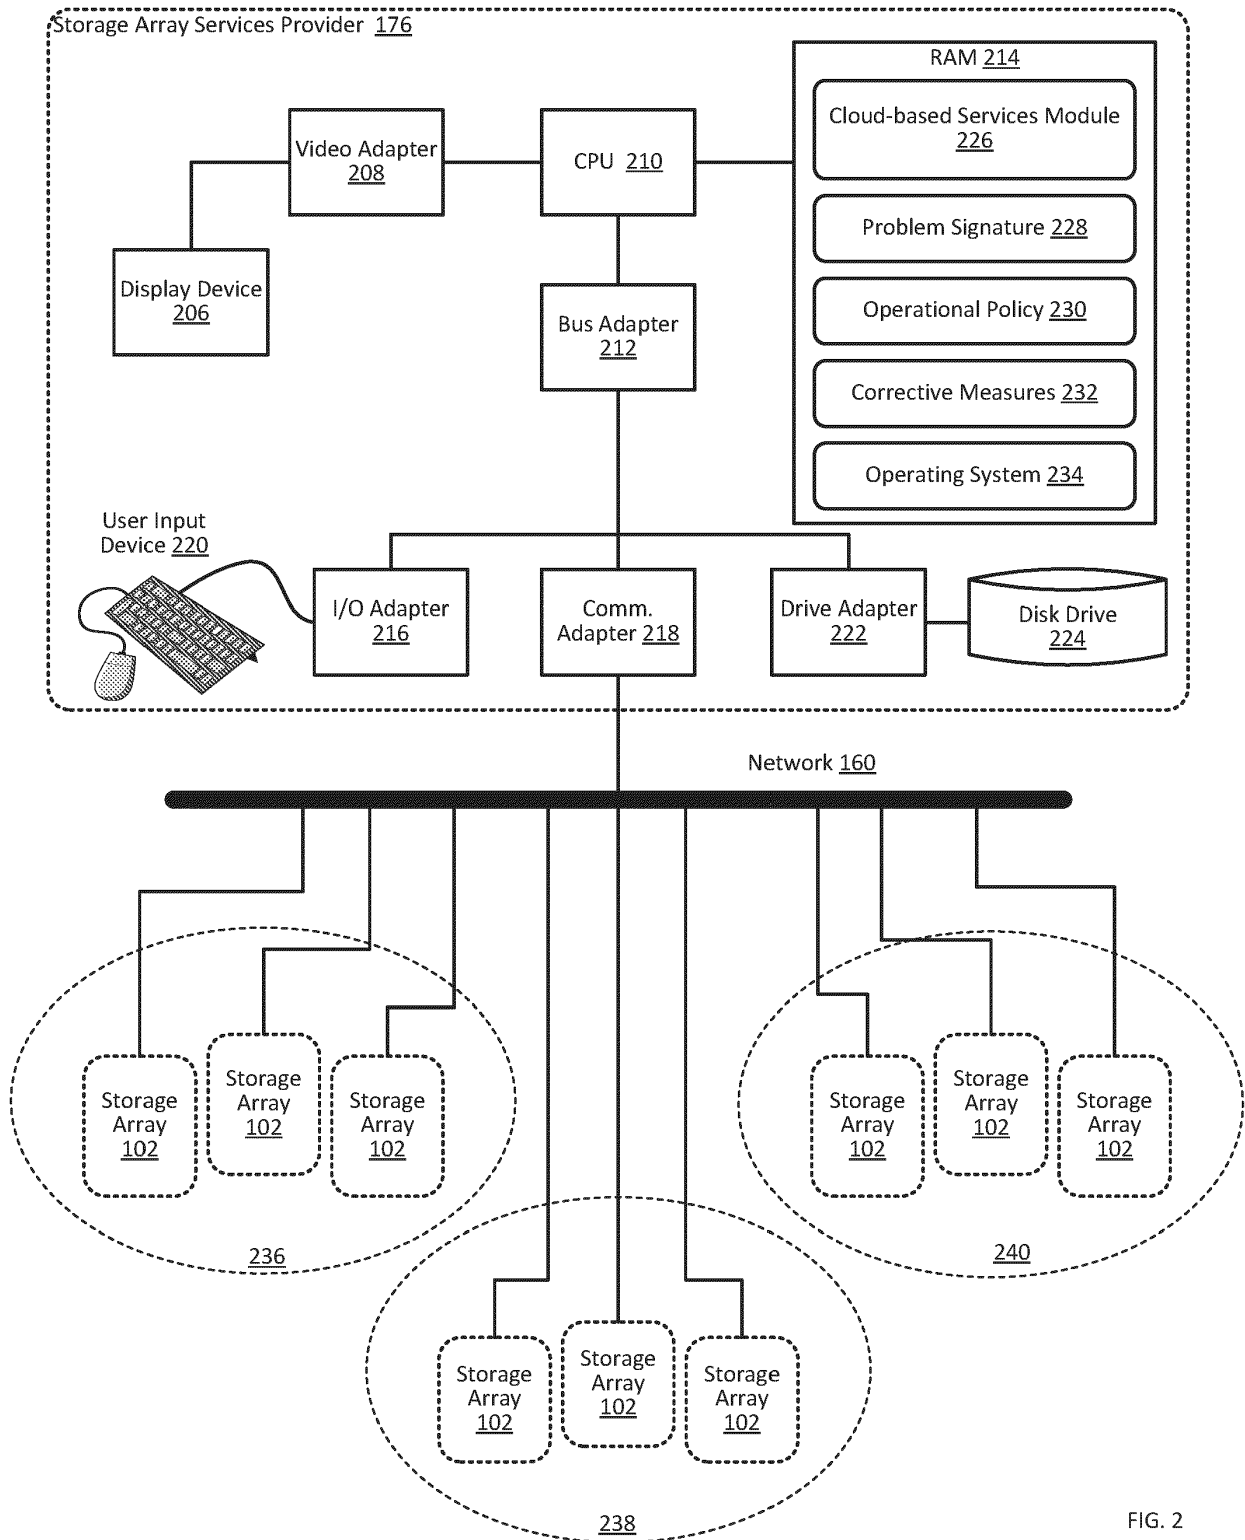 Storage Array Services Provider 176
RAM 214
Cloud-based Services Module
226
Problem Signature 228
Operational Policy 230
Corrective Measures 232
Operating System 234
Video Adapter
208
CPU 210
Display Device
206
Bus Adapter
212
User Input
Device 220
I/O Adapter
216
Comm.
Adapter 218
Drive Adapter
222
Disk Drive
224
Network 160
Storage
Array
102
Storage
Array
102
Storage
Array
102
236
Storage
Array
102
Storage
Array
102
Storage
Array
102
240
Storage
Array
102
Storage
Array
102
Storage
Array
102
238
FIG. 2